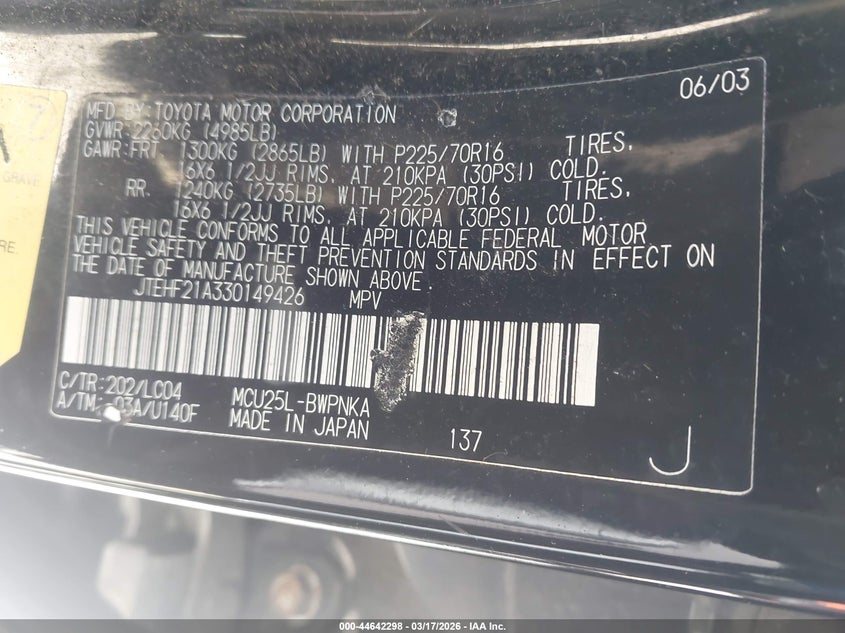 06/03
MFD BY:TOYOTA MOTOR CORPORATION
GVWR:2260KG (4985LB)
GAWR:FRT. 1300KG (2865LB) WITH P225/70R16 TIRES,
16X6 1/2JJ RIMS, AT 210KPA (30PSI) COLD.
RR. 1240KG (2735LB) WITH P225/70R16 TIRES,
16X6 1/2JJ RIMS, AT 210KPA (30PSI) COLD.
THIS VEHICLE CONFORMS TO ALL APPLICABLE FEDERAL MOTOR
VEHICLE SAFETY AND THEFT PREVENTION STANDARDS IN EFFECT ON
THE DATE OF MANUFACTURE SHOWN ABOVE.
JTEHF21A330149426 MPV
C/TR:202/LC04 MCU25L-BWPNKA
A/TM: 03A/U140F MADE IN JAPAN 137 J
GRAVE
RE.
000-44642298 - 03/17/2026 - IAA Inc.